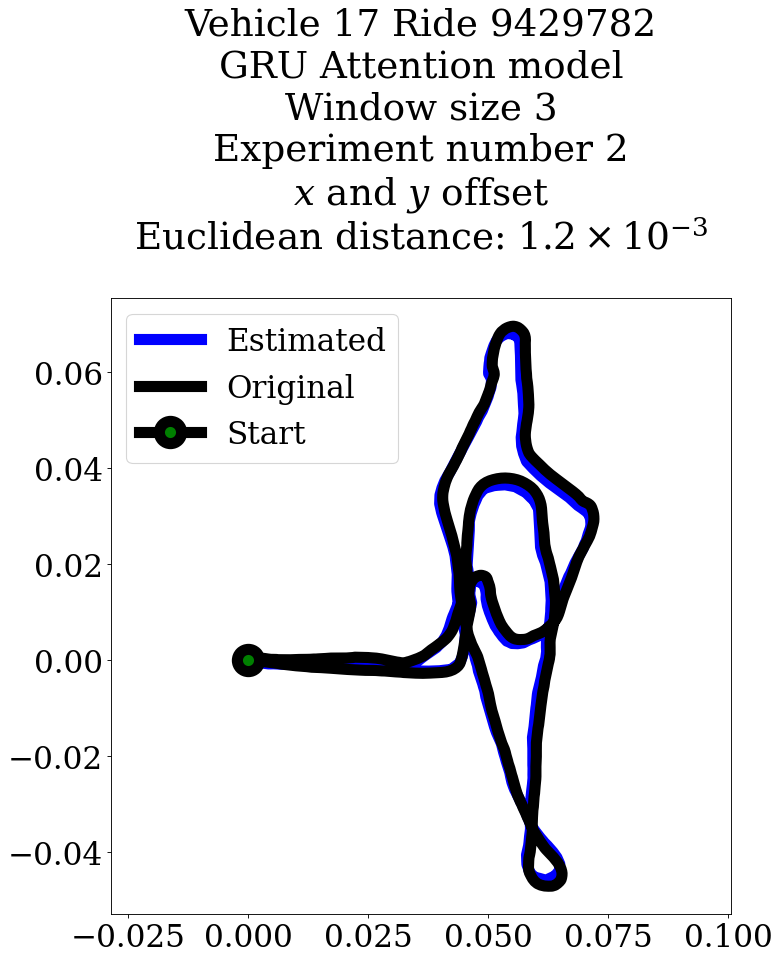 Vehicle 17 Ride 9429782
GRU Attention model
Window size 3
Experiment number 2
x and y offset
Euclidean distance: 1.2 × 10⁻³
Estimated
Original
Start
0.06
0.04
0.02
0.00
−0.02
−0.04
−0.025 0.000 0.025 0.050 0.075 0.100